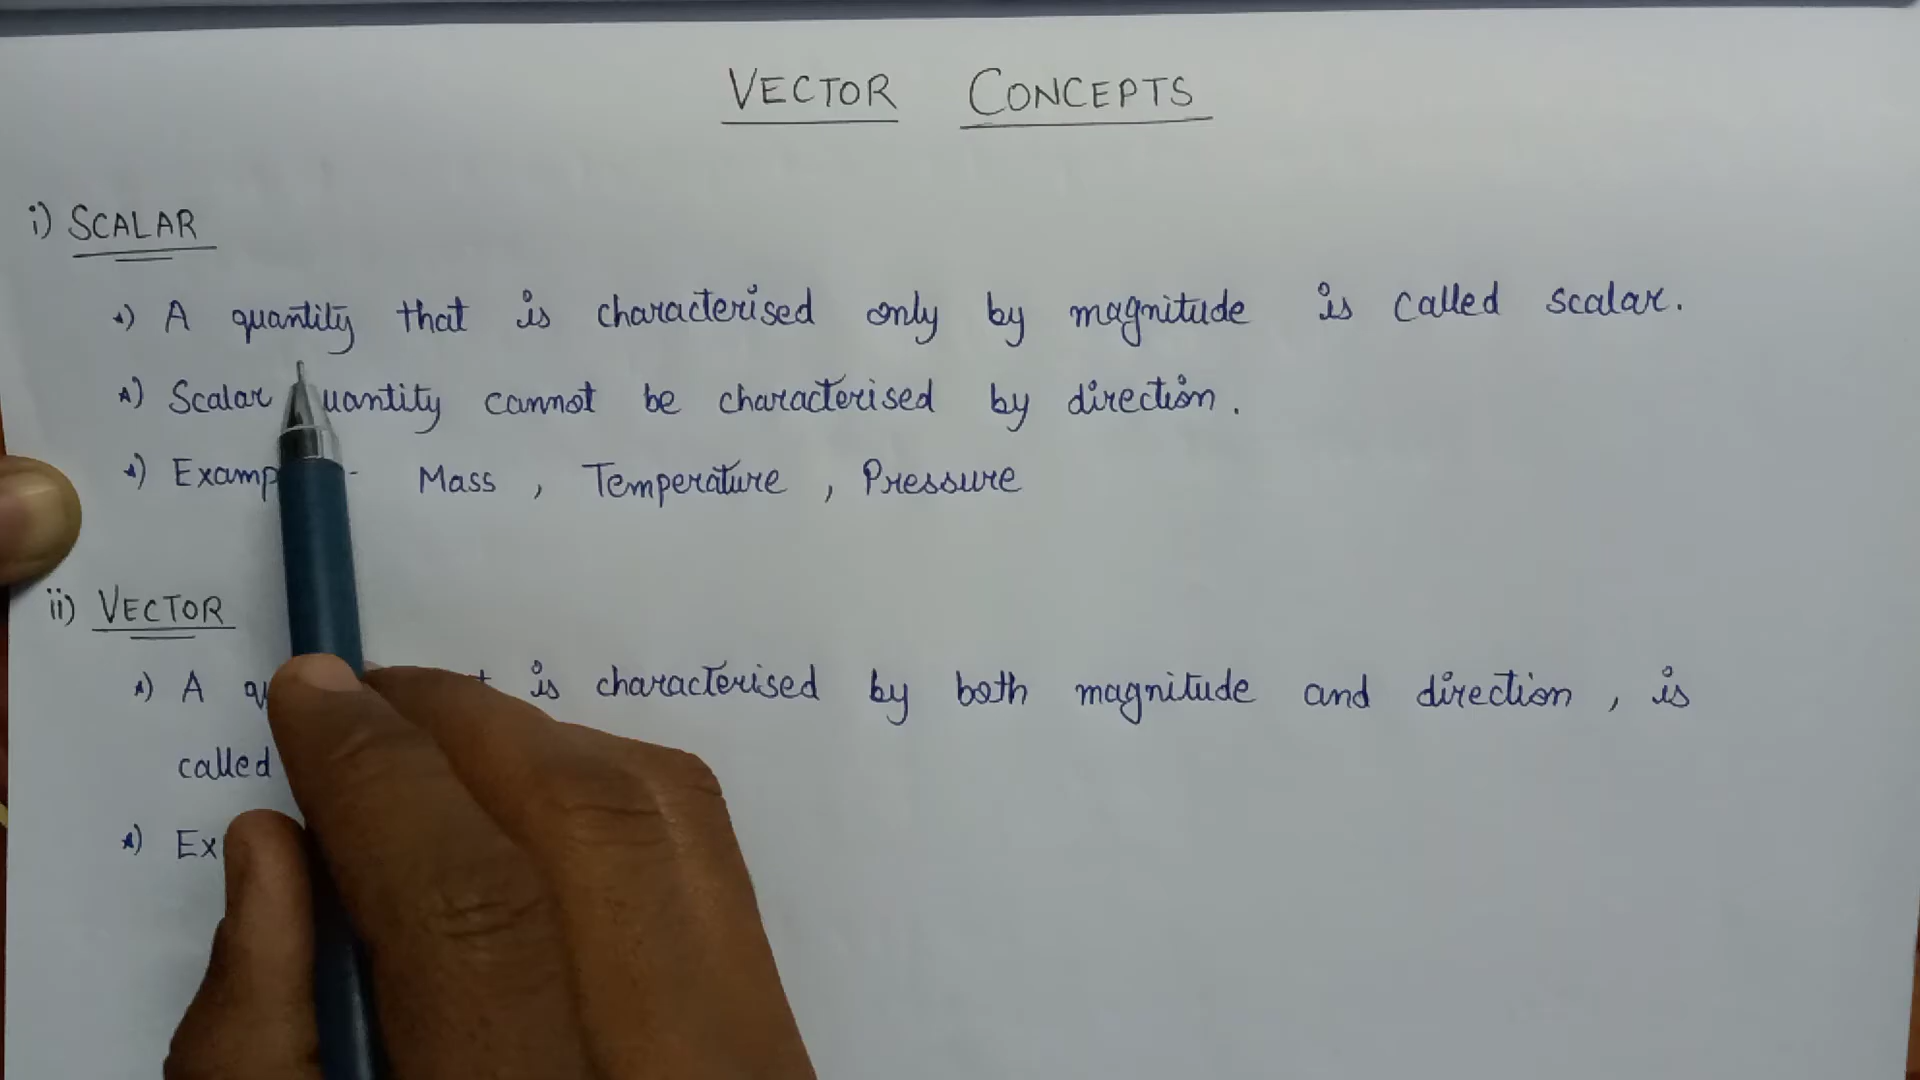 VECTOR CONCEPTS
i) SCALAR
*) A quantity that is characterised only by magnitude is called scalar.
*) Scalar quantity cannot be characterised by direction.
*) Examp - Mass , Temperature , Pressure
ii) VECTOR
*) A is characterised by both magnitude and direction , is
called
*) Ex